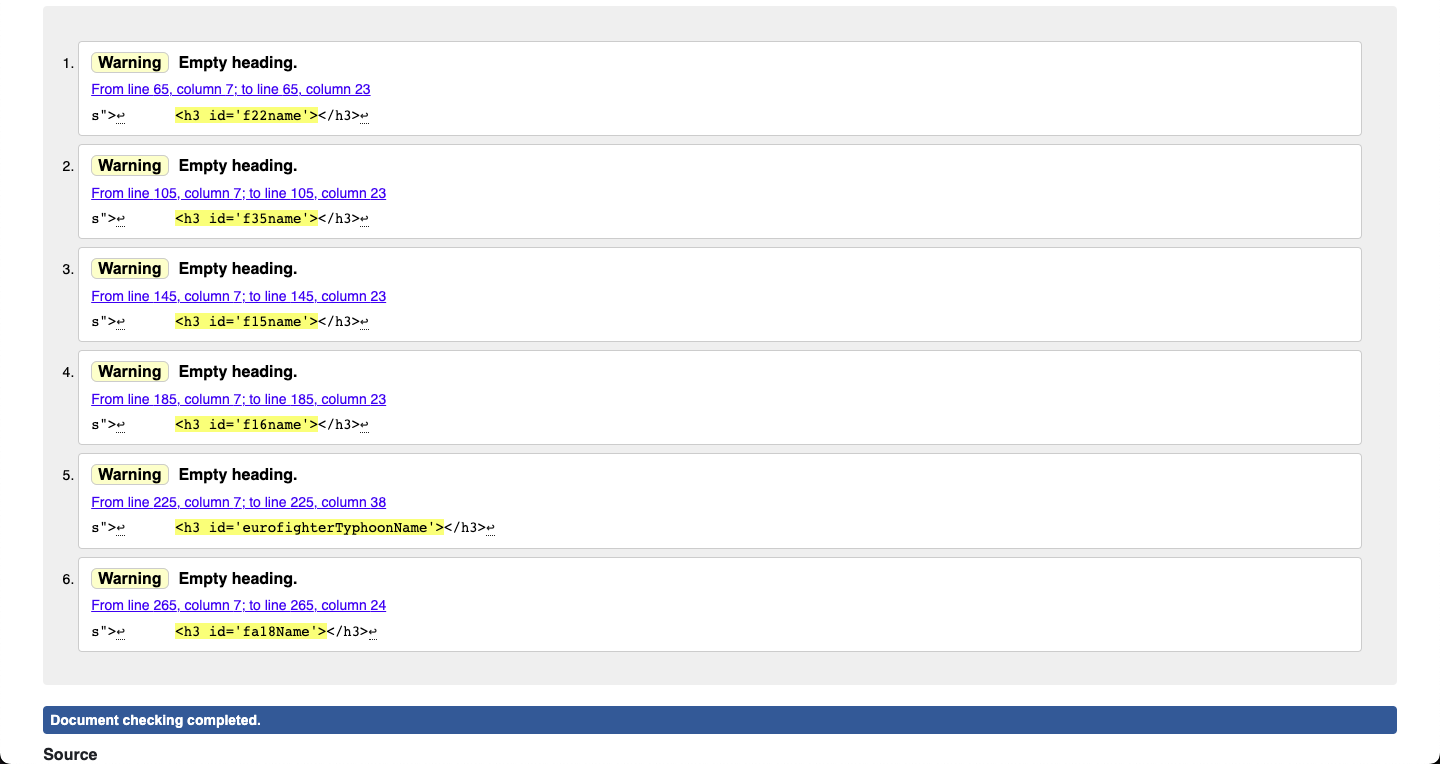 1. Warning Empty heading.
From line 65, column 7; to line 65, column 23
s">↩      <h3 id='f22name'></h3>↩
2. Warning Empty heading.
From line 105, column 7; to line 105, column 23
s">↩      <h3 id='f35name'></h3>↩
3. Warning Empty heading.
From line 145, column 7; to line 145, column 23
s">↩      <h3 id='f15name'></h3>↩
4. Warning Empty heading.
From line 185, column 7; to line 185, column 23
s">↩      <h3 id='f16name'></h3>↩
5. Warning Empty heading.
From line 225, column 7; to line 225, column 38
s">↩      <h3 id='eurofighterTyphoonName'></h3>↩
6. Warning Empty heading.
From line 265, column 7; to line 265, column 24
s">↩      <h3 id='fa18Name'></h3>↩
Document checking completed.
Source